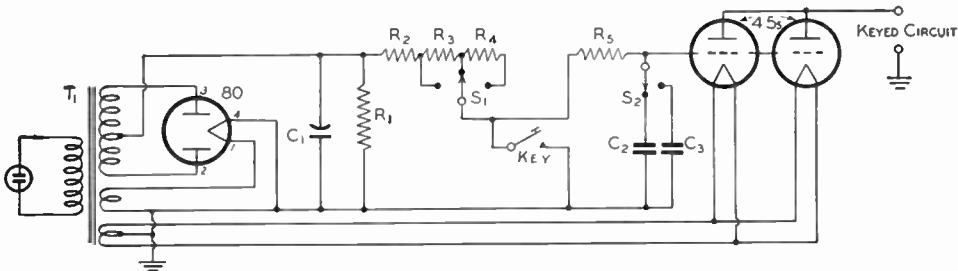 45s
KEYED CIRCUIT
R2
R3
R4
R5
T1
3
80
4
1
2
C1
R1
S1
KEY
S2
C2
C3